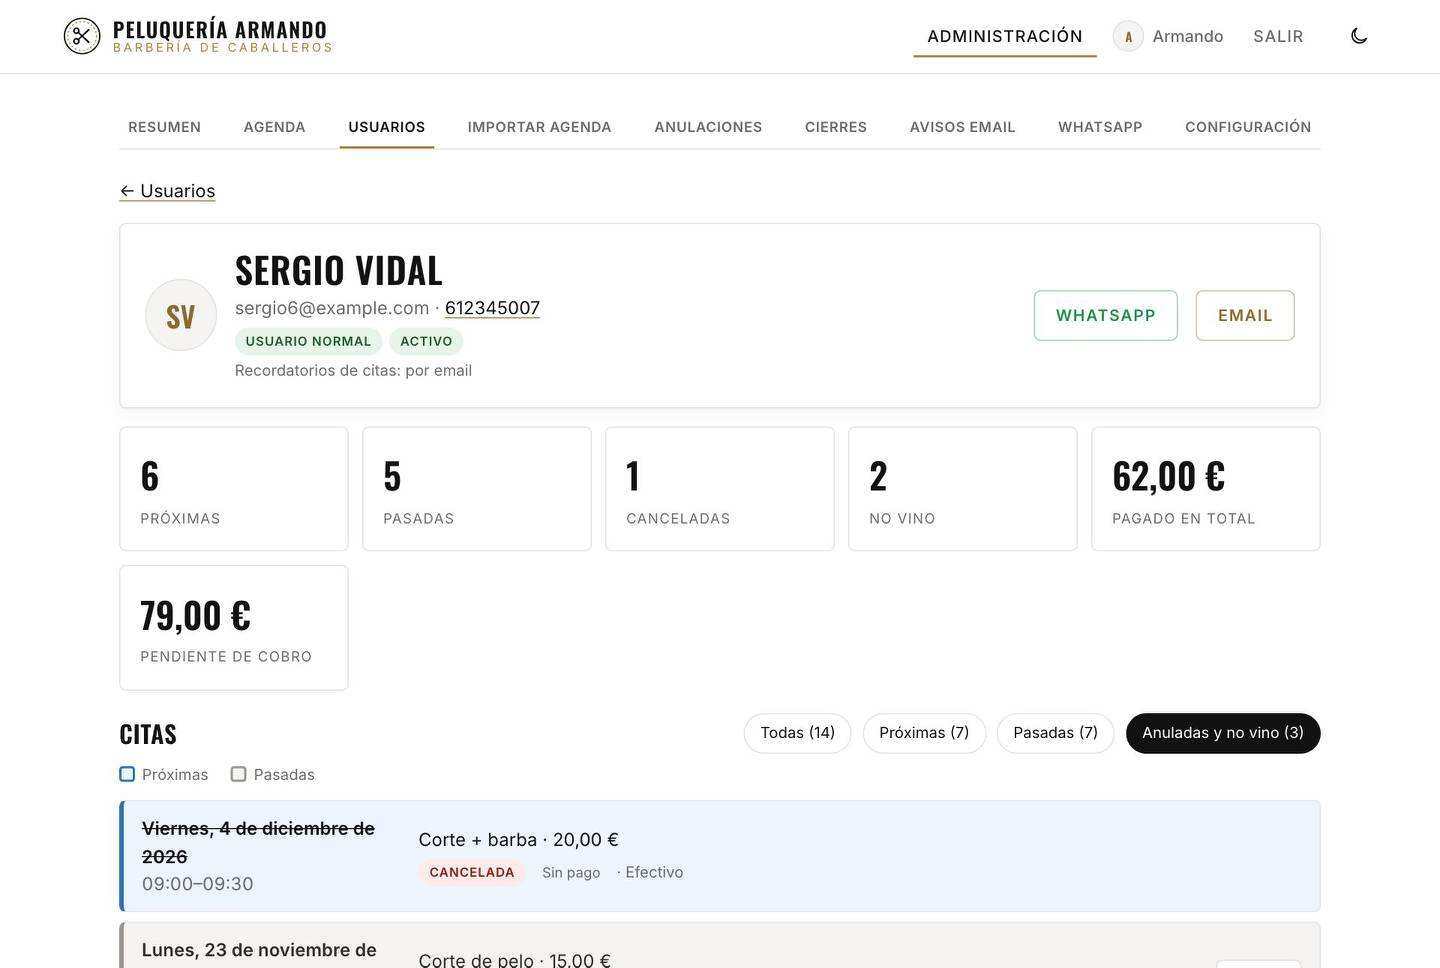 PELUQUERÍA ARMANDO
BARBERÍA DE CABALLEROS
ADMINISTRACIÓN
A
Armando
SALIR
RESUMEN
AGENDA
USUARIOS
IMPORTAR AGENDA
ANULACIONES
CIERRES
AVISOS EMAIL
WHATSAPP
CONFIGURACIÓN
← Usuarios
SV
SERGIO VIDAL
sergio6@example.com · 612345007
USUARIO NORMAL
ACTIVO
Recordatorios de citas: por email
WHATSAPP
EMAIL
6
PRÓXIMAS
5
PASADAS
1
CANCELADAS
2
NO VINO
62,00 €
PAGADO EN TOTAL
79,00 €
PENDIENTE DE COBRO
CITAS
Todas (14)
Próximas (7)
Pasadas (7)
Anuladas y no vino (3)
Próximas
Pasadas
Viernes, 4 de diciembre de
2026
09:00–09:30
Corte + barba · 20,00 €
CANCELADA
Sin pago
· Efectivo
Lunes, 23 de noviembre de
Corte de pelo · 15,00 €